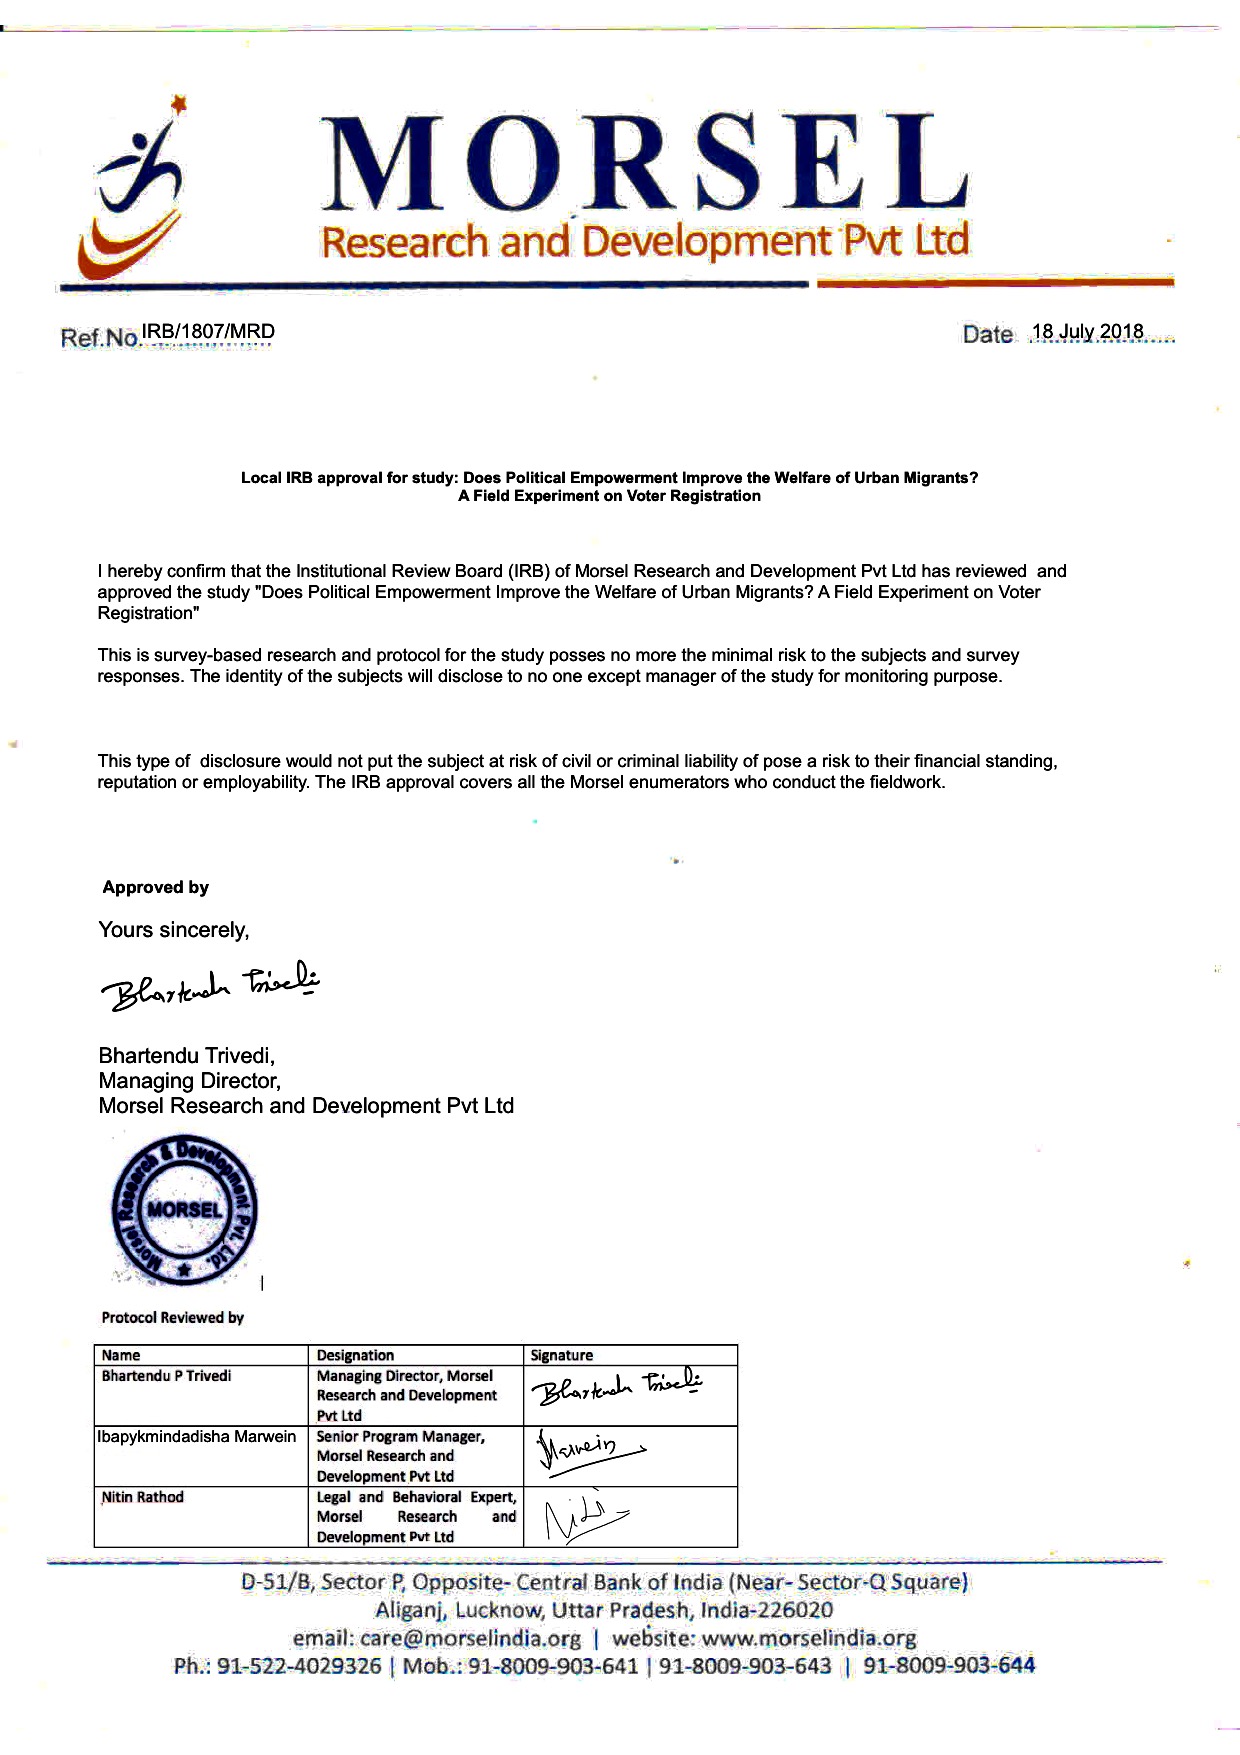 MORSEL
Research and Development Pvt Ltd
Ref.No. IRB/1807/MRD
Date 18 July 2018
Local IRB approval for study: Does Political Empowerment Improve the Welfare of Urban Migrants?
A Field Experiment on Voter Registration
I hereby confirm that the Institutional Review Board (IRB) of Morsel Research and Development Pvt Ltd has reviewed and
approved the study "Does Political Empowerment Improve the Welfare of Urban Migrants? A Field Experiment on Voter
Registration"
This is survey-based research and protocol for the study posses no more the minimal risk to the subjects and survey
responses. The identity of the subjects will disclose to no one except manager of the study for monitoring purpose.
This type of disclosure would not put the subject at risk of civil or criminal liability of pose a risk to their financial standing,
reputation or employability. The IRB approval covers all the Morsel enumerators who conduct the fieldwork.
Approved by
Yours sincerely,
Bhartendu Trivedi
Bhartendu Trivedi,
Managing Director,
Morsel Research and Development Pvt Ltd
Morsel Research & Development Pvt. Ltd.
MORSEL
Protocol Reviewed by
Name Designation Signature
Bhartendu P Trivedi Managing Director, Morsel Bhartendu Trivedi
Research and Development
Pvt Ltd
Ibapykmindadisha Marwein Senior Program Manager, Marwein
Morsel Research and
Development Pvt Ltd
Nitin Rathod Legal and Behavioral Expert,
Morsel Research and
Development Pvt Ltd
D-51/B, Sector P, Opposite- Central Bank of India (Near- Sector-Q Square)
Aliganj, Lucknow, Uttar Pradesh, India-226020
email: care@morselindia.org | website: www.morselindia.org
Ph.: 91-522-4029326 | Mob.: 91-8009-903-641 | 91-8009-903-643 | 91-8009-903-644